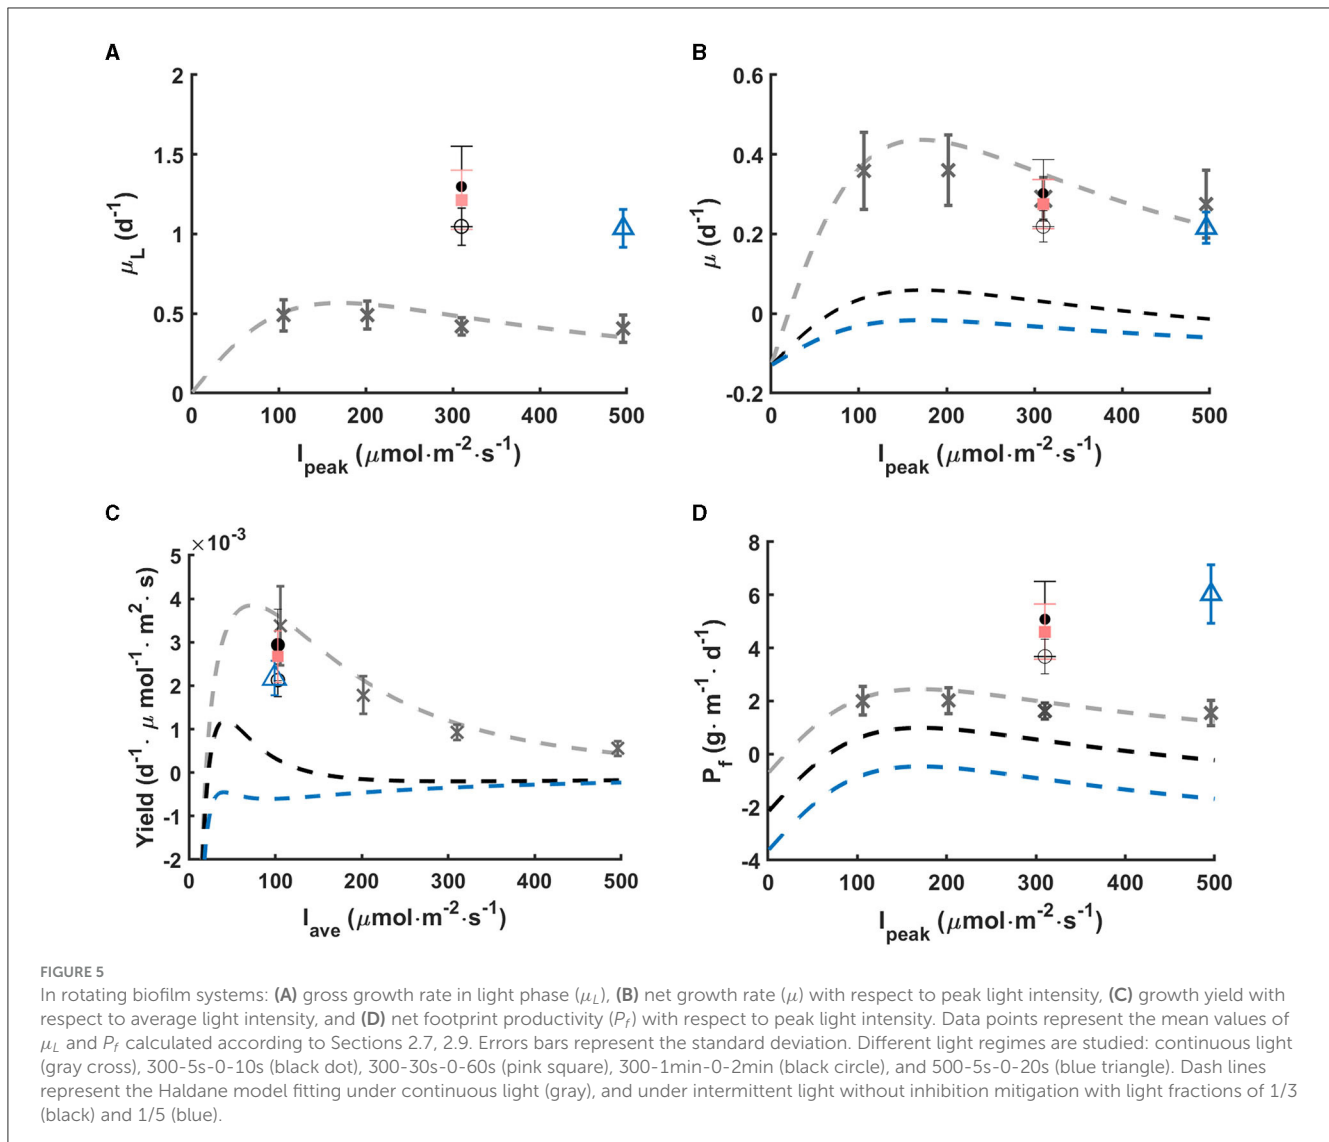 A
2
1.5
1
0.5
0
μL (d-1)
0 100 200 300 400 500
Ipeak (μmol·m-2·s-1)
B
0.6
0.4
0.2
0
-0.2
μ (d-1)
0 100 200 300 400 500
Ipeak (μmol·m-2·s-1)
C
×10-3
5
4
3
2
1
0
-1
-2
Yield (d-1· μ mol-1· m2· s)
0 100 200 300 400 500
Iave (μmol·m-2·s-1)
D
8
6
4
2
0
-2
-4
Pf (g· m-1· d-1)
0 100 200 300 400 500
Ipeak (μmol·m-2·s-1)
FIGURE 5
In rotating biofilm systems: (A) gross growth rate in light phase (μL), (B) net growth rate (μ) with respect to peak light intensity, (C) growth yield with
respect to average light intensity, and (D) net footprint productivity (Pf) with respect to peak light intensity. Data points represent the mean values of
μL and Pf calculated according to Sections 2.7, 2.9. Errors bars represent the standard deviation. Different light regimes are studied: continuous light
(gray cross), 300-5s-0-10s (black dot), 300-30s-0-60s (pink square), 300-1min-0-2min (black circle), and 500-5s-0-20s (blue triangle). Dash lines
represent the Haldane model fitting under continuous light (gray), and under intermittent light without inhibition mitigation with light fractions of 1/3
(black) and 1/5 (blue).